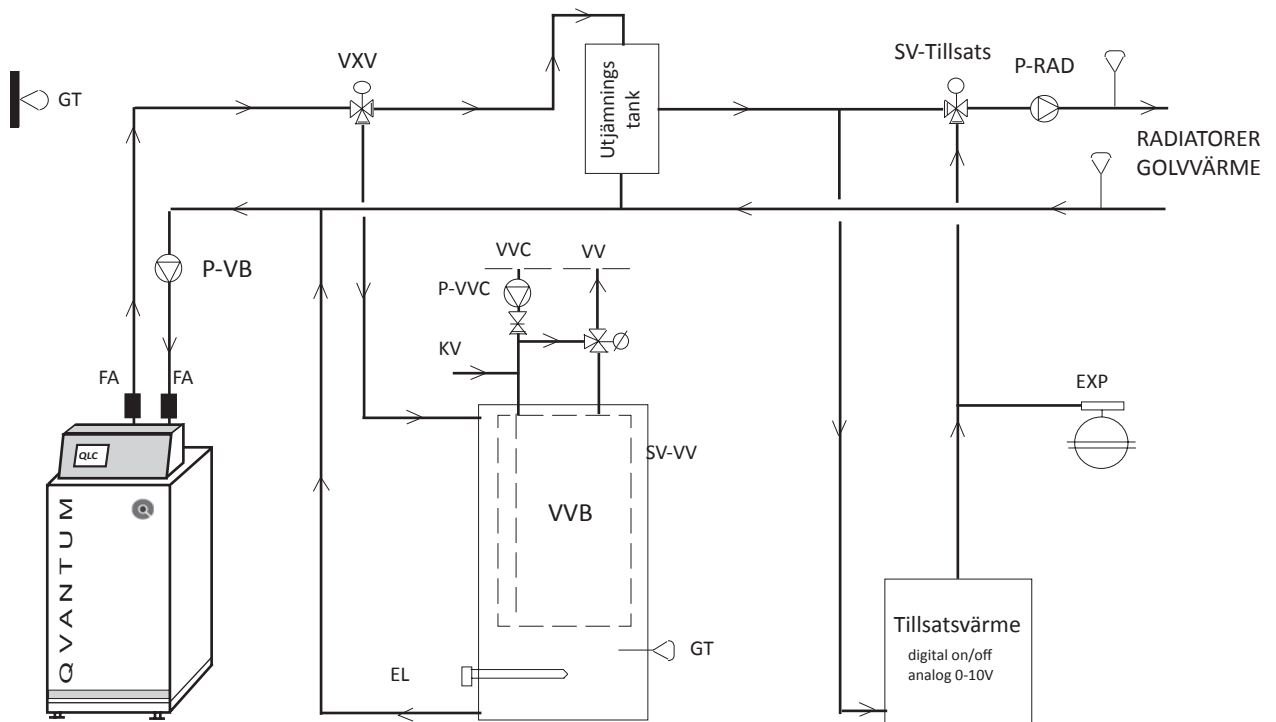 GT
VXV
Utjämnings
tank
SV-Tillsats
P-RAD
RADIATORER
GOLVVÄRME
P-VB
VVC
VV
P-VVC
KV
FA
FA
EXP
QLC
SV-VV
VVB
QVANTUM
GT
EL
Tillsatsvärme
digital on/off
analog 0-10V